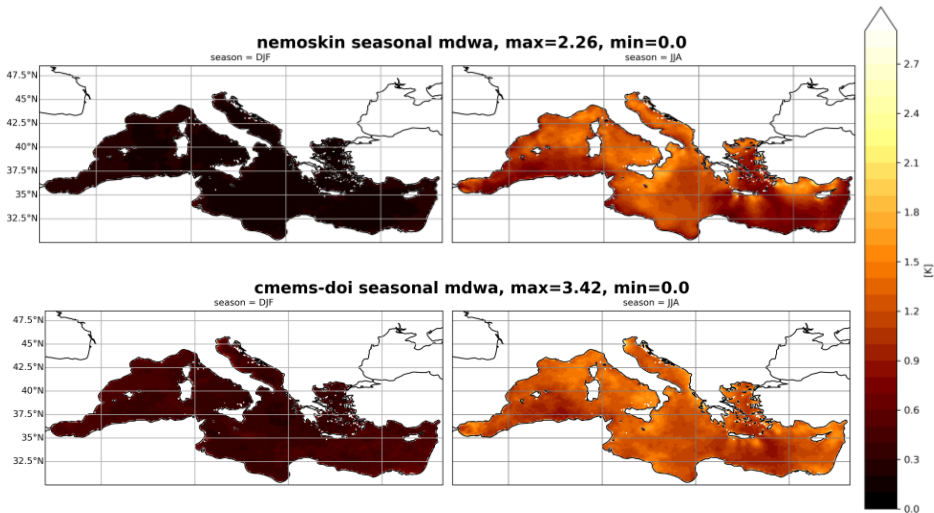 nemoskin seasonal mdwa, max=2.26, min=0.0
season = DJF
season = JJA
47.5°N
45°N
42.5°N
40°N
37.5°N
35°N
32.5°N
cmems-doi seasonal mdwa, max=3.42, min=0.0
season = DJF
season = JJA
47.5°N
45°N
42.5°N
40°N
37.5°N
35°N
32.5°N
2.7
2.4
2.1
1.8
1.5
1.2
0.9
0.6
0.3
0.0
[K]